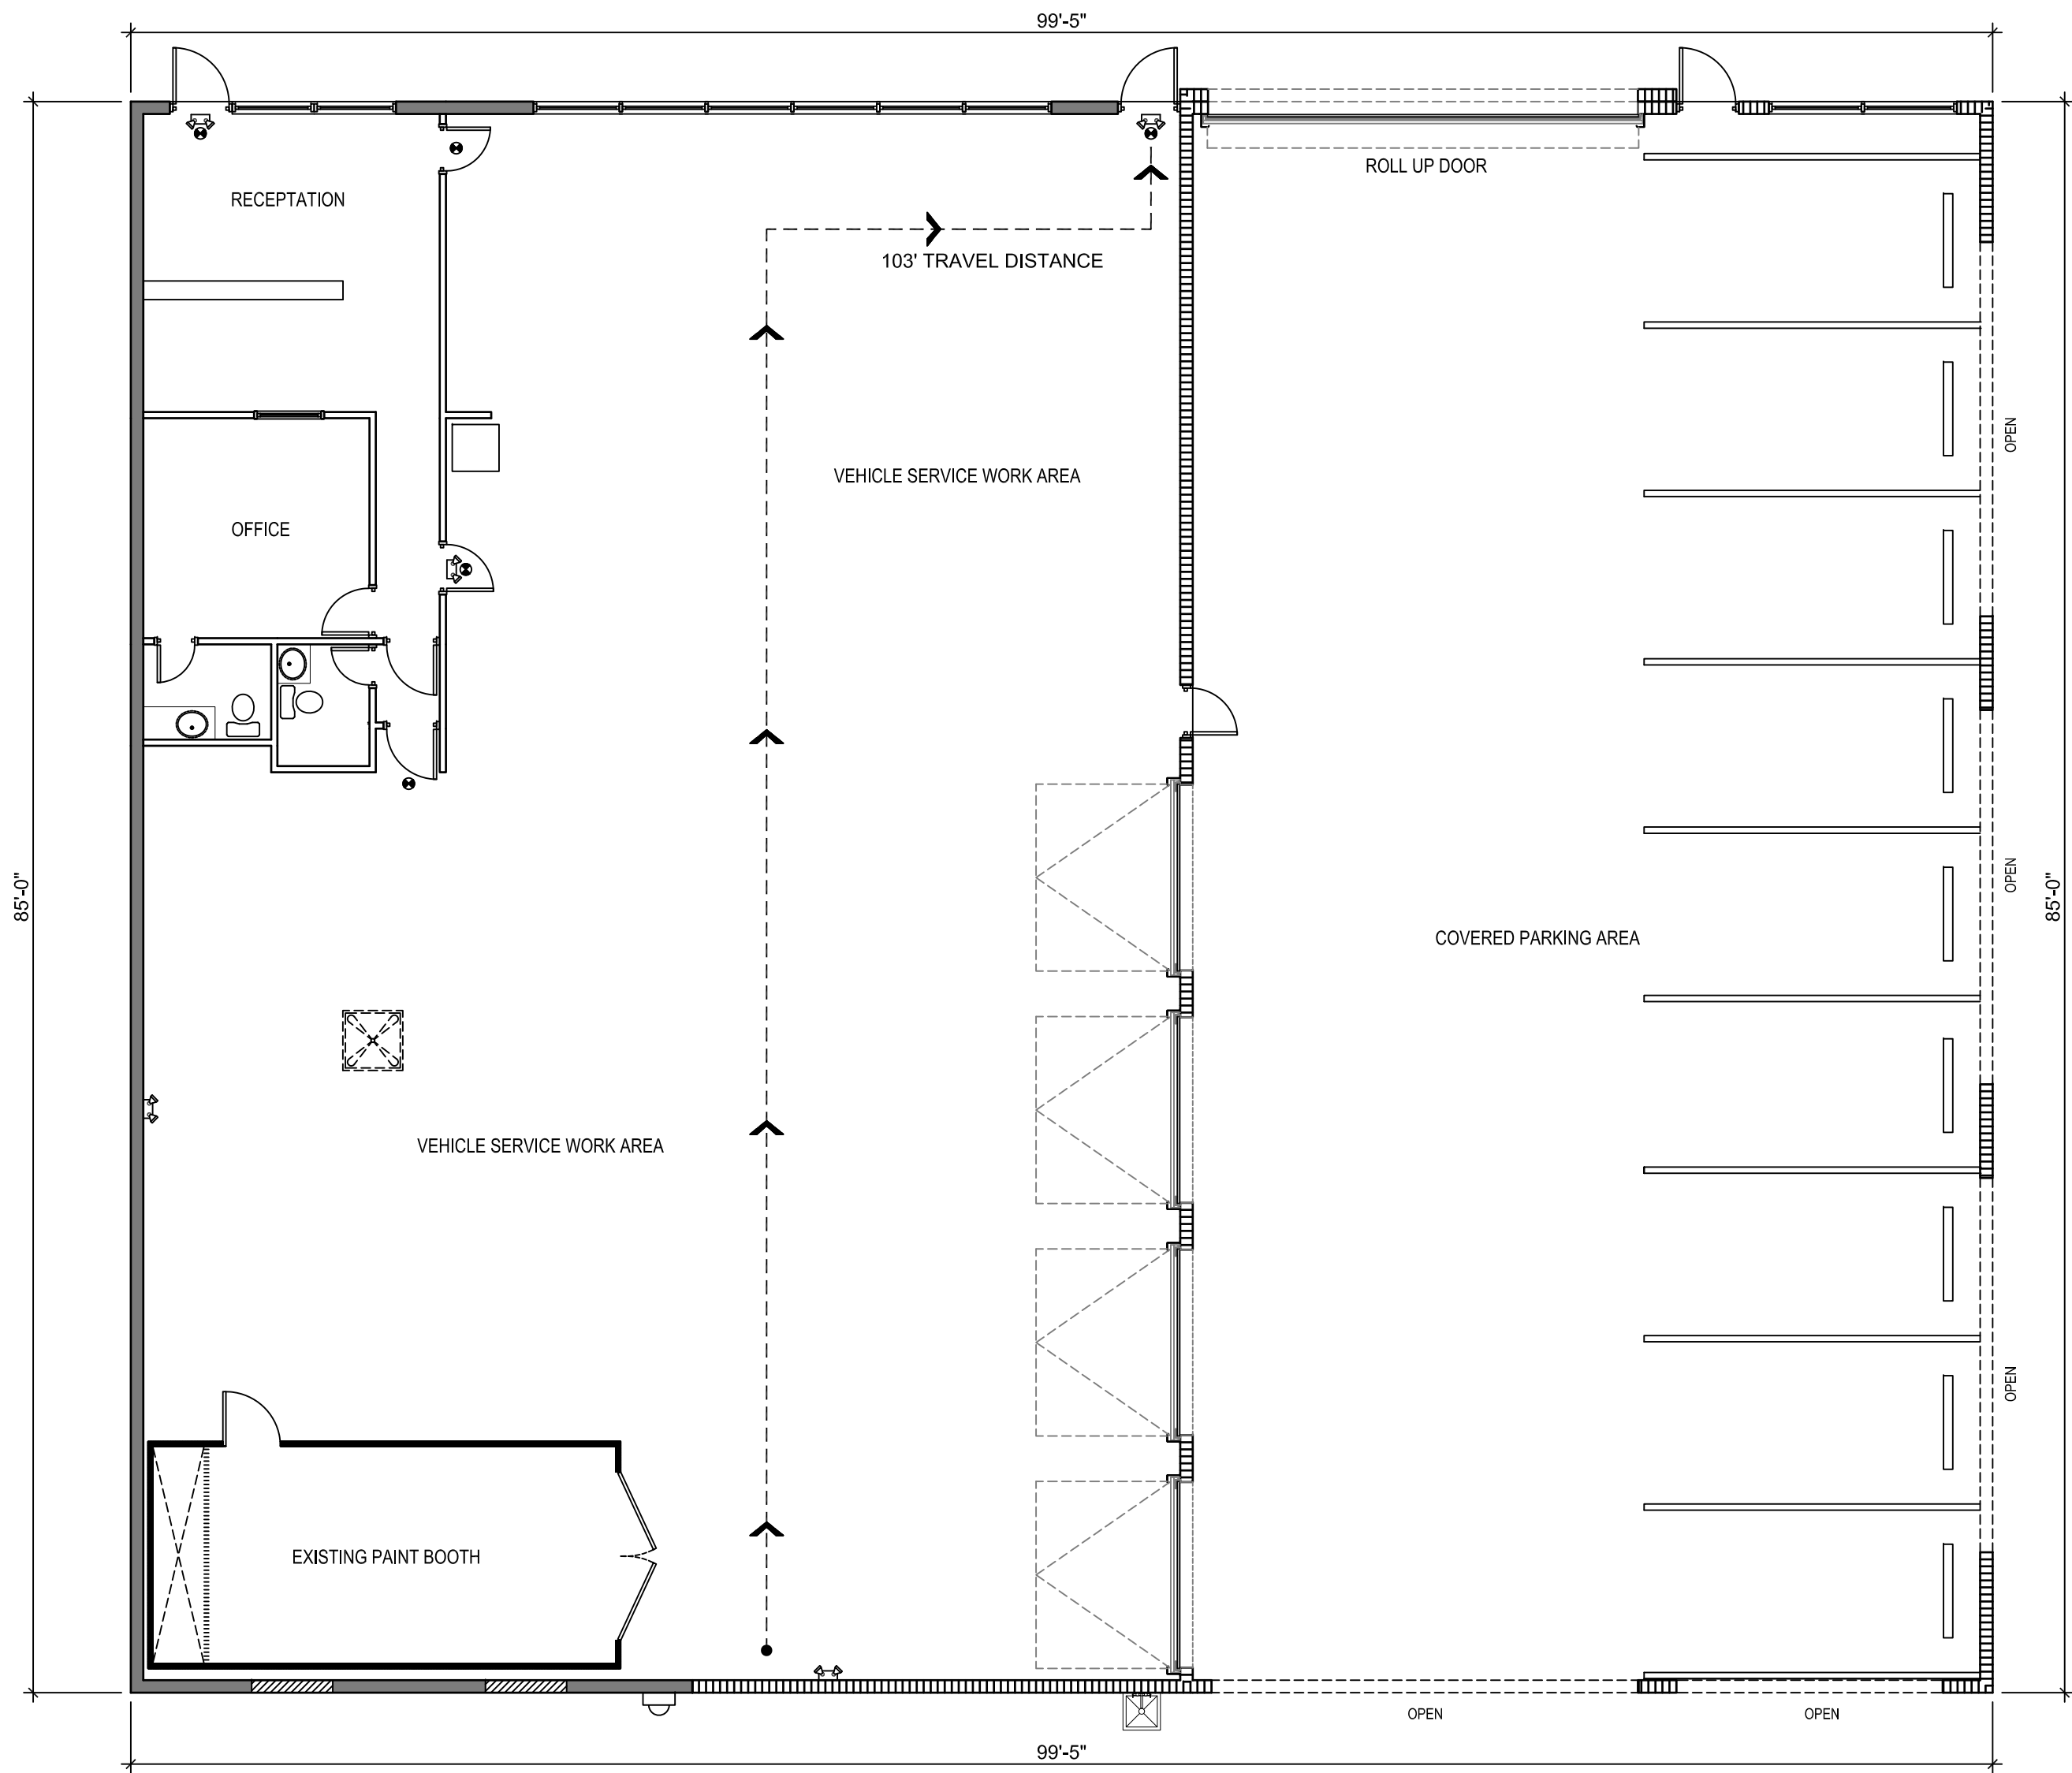 99'-5"
ROLL UP DOOR
RECEPTATION
103' TRAVEL DISTANCE
OPEN
VEHICLE SERVICE WORK AREA
OFFICE
85'-0"
OPEN
85'-0"
COVERED PARKING AREA
VEHICLE SERVICE WORK AREA
OPEN
EXISTING PAINT BOOTH
OPEN
OPEN
99'-5"